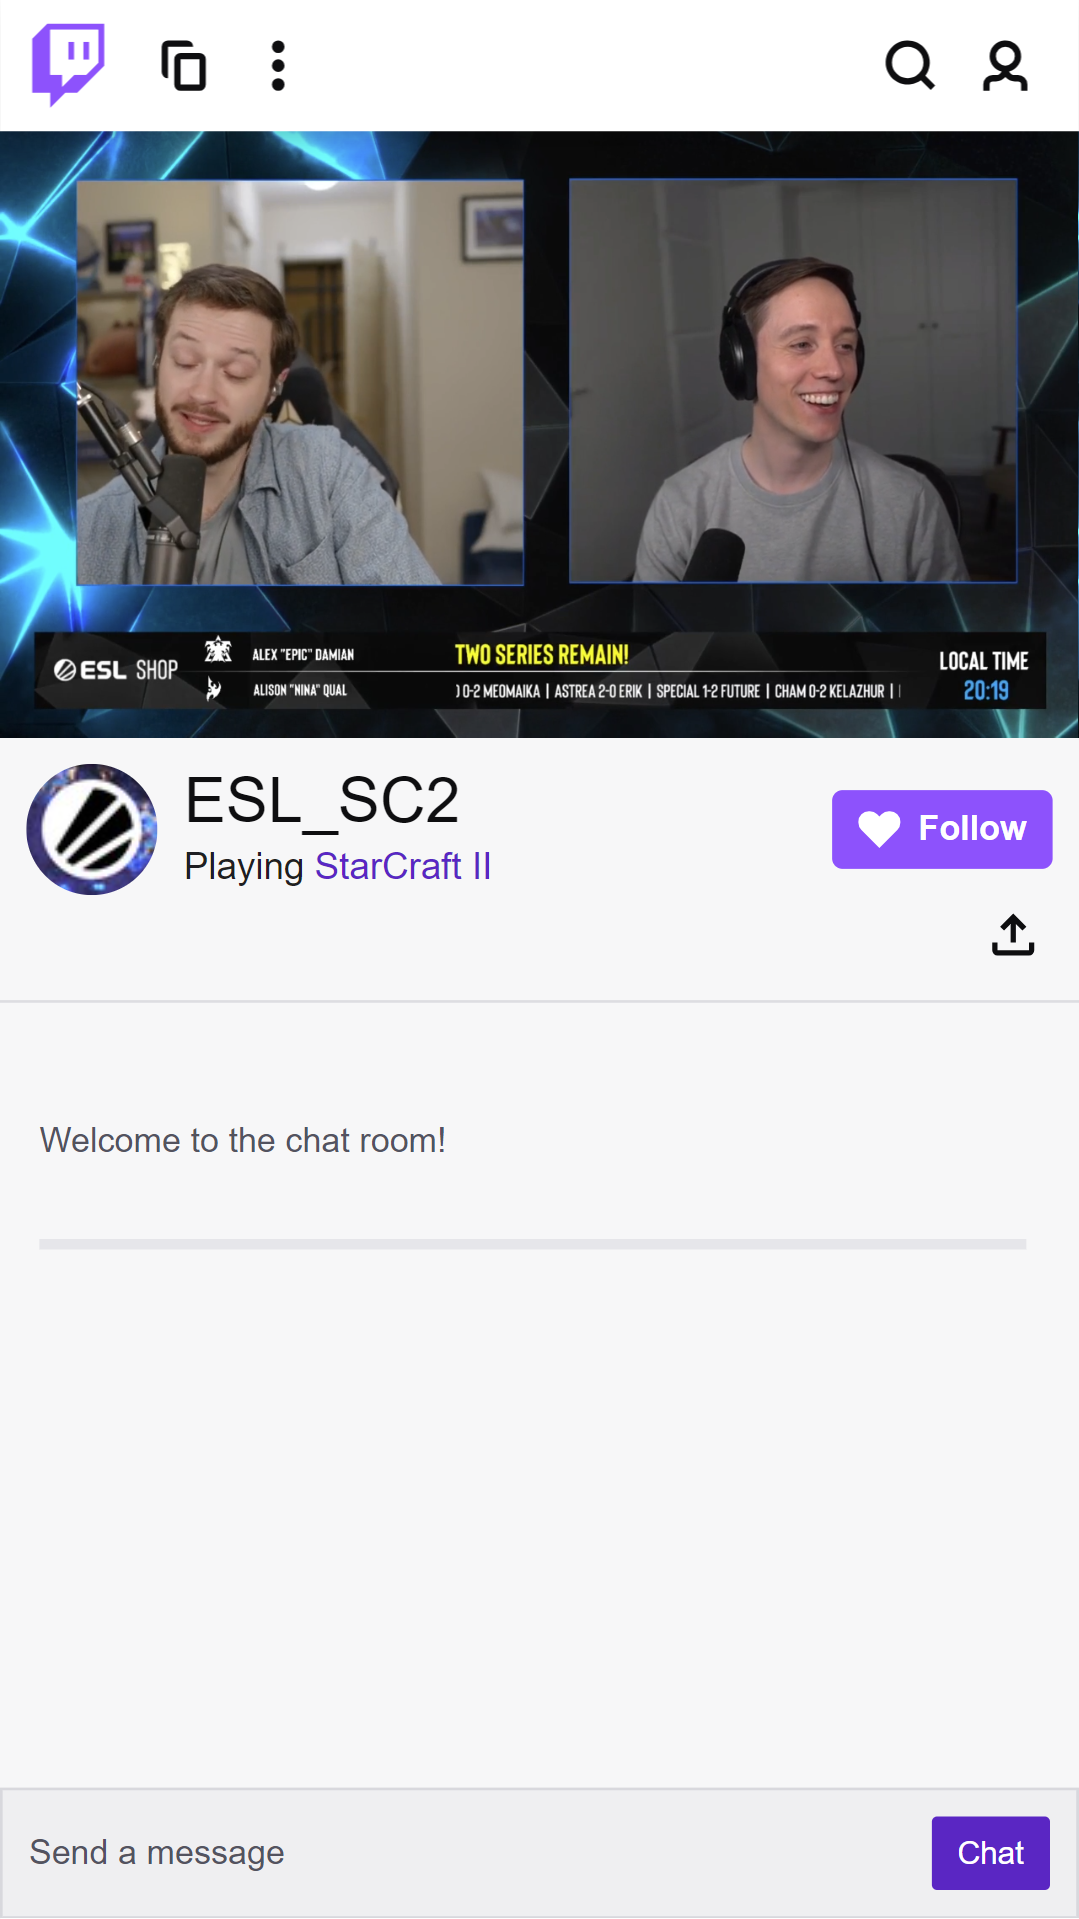 ESL SHOP
ALEX "EPIC" DAMIAN
ALISON "NINA" QUAL
TWO SERIES REMAIN!
0-2 MEOMAIKA | ASTREA 2-0 ERIK | SPECIAL 1-2 FUTURE | CHAM 0-2 KELAZHUR |
LOCAL TIME
20:19
ESL_SC2
Playing StarCraft II
Follow
Welcome to the chat room!
Send a message
Chat